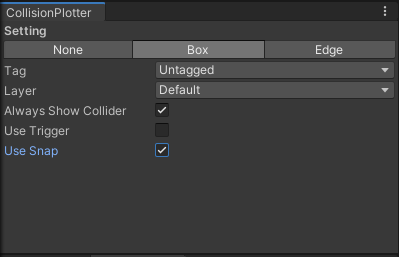 CollisionPlotter
Setting
None Box Edge
Tag Untagged
Layer Default
Always Show Collider
Use Trigger
Use Snap